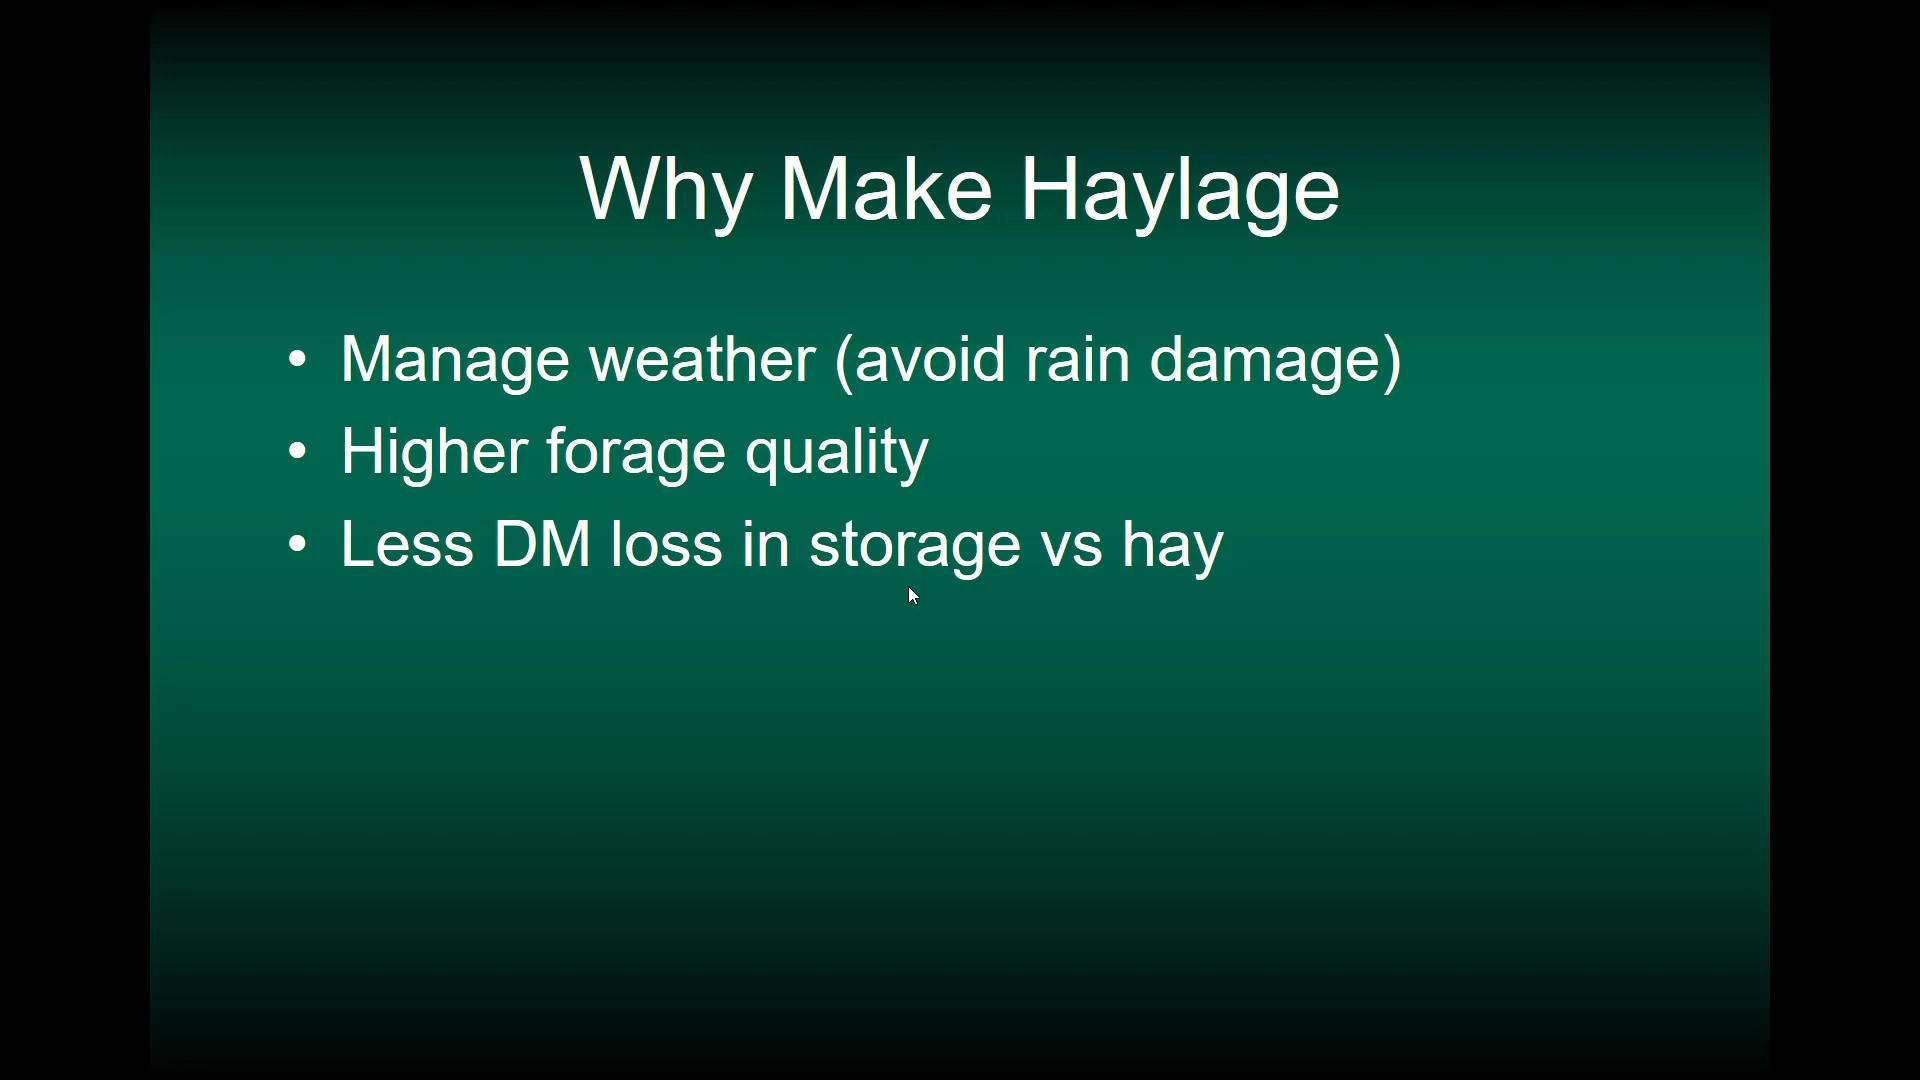 Why Make Haylage
• Manage weather (avoid rain damage)
• Higher forage quality
• Less DM loss in storage vs hay